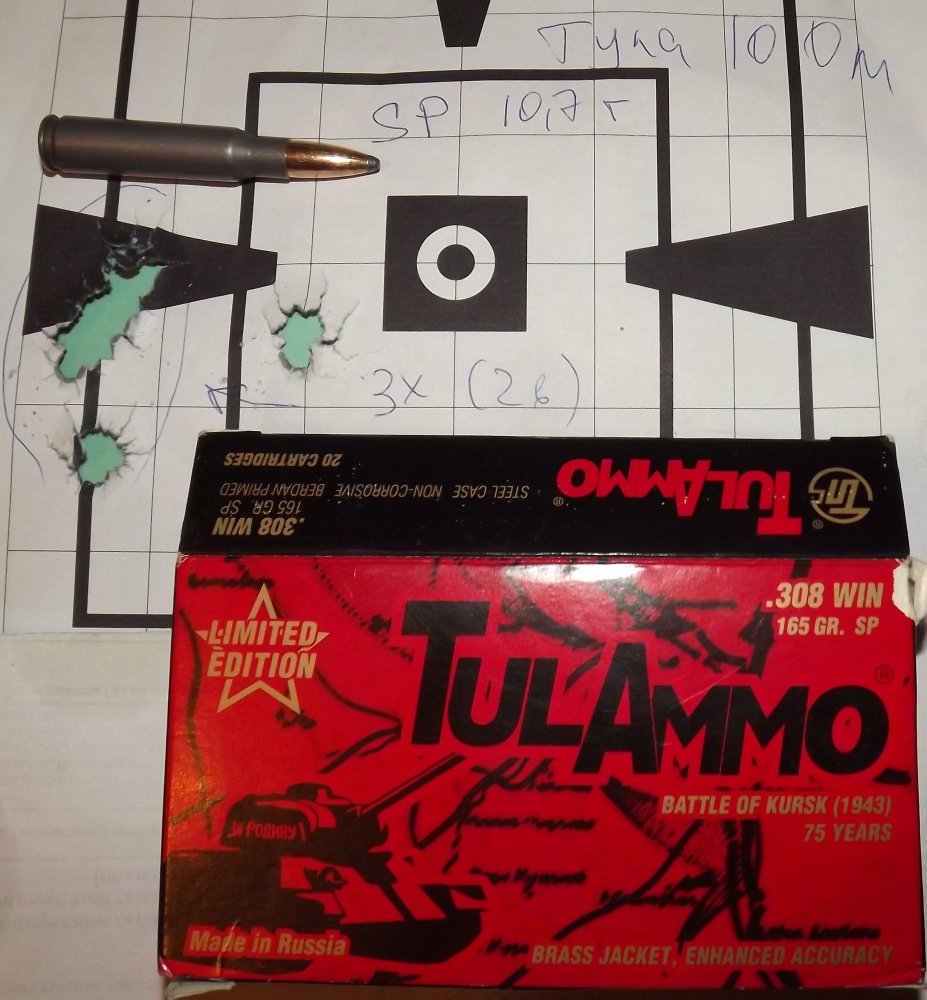 Тула 100м
SP 10,7 г
3х (2в)
20 CARTRIDGES
STEEL CASE NON-CORROSIVE BERDAN PRIMED
165 GR. SP
.308 WIN
TULAMMO®
®
.308 WIN
165 GR. SP
LIMITED
EDITION
TULAMMO®
BATTLE OF KURSK (1943)
75 YEARS
ЗА РОДИНУ
Made in Russia
BRASS JACKET, ENHANCED ACCURACY